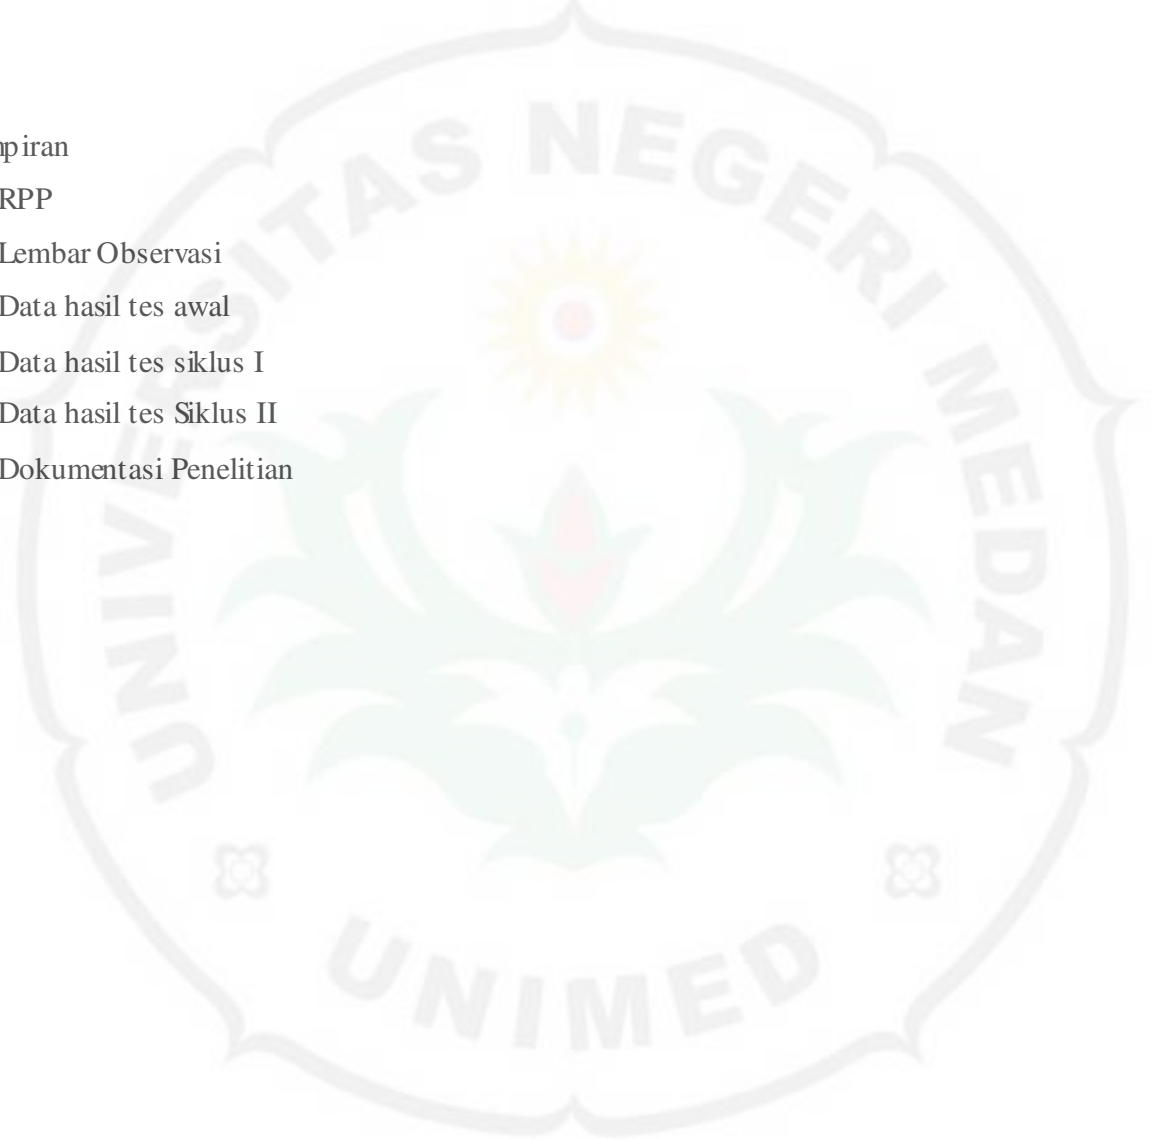 piran
RPP
Lembar Observasi
Data hasil tes awal
Data hasil tes siklus I
Data hasil tes Siklus II
Dokumentasi Penelitian
UNIVERSITAS NEGERI MEDAN
UNIMED